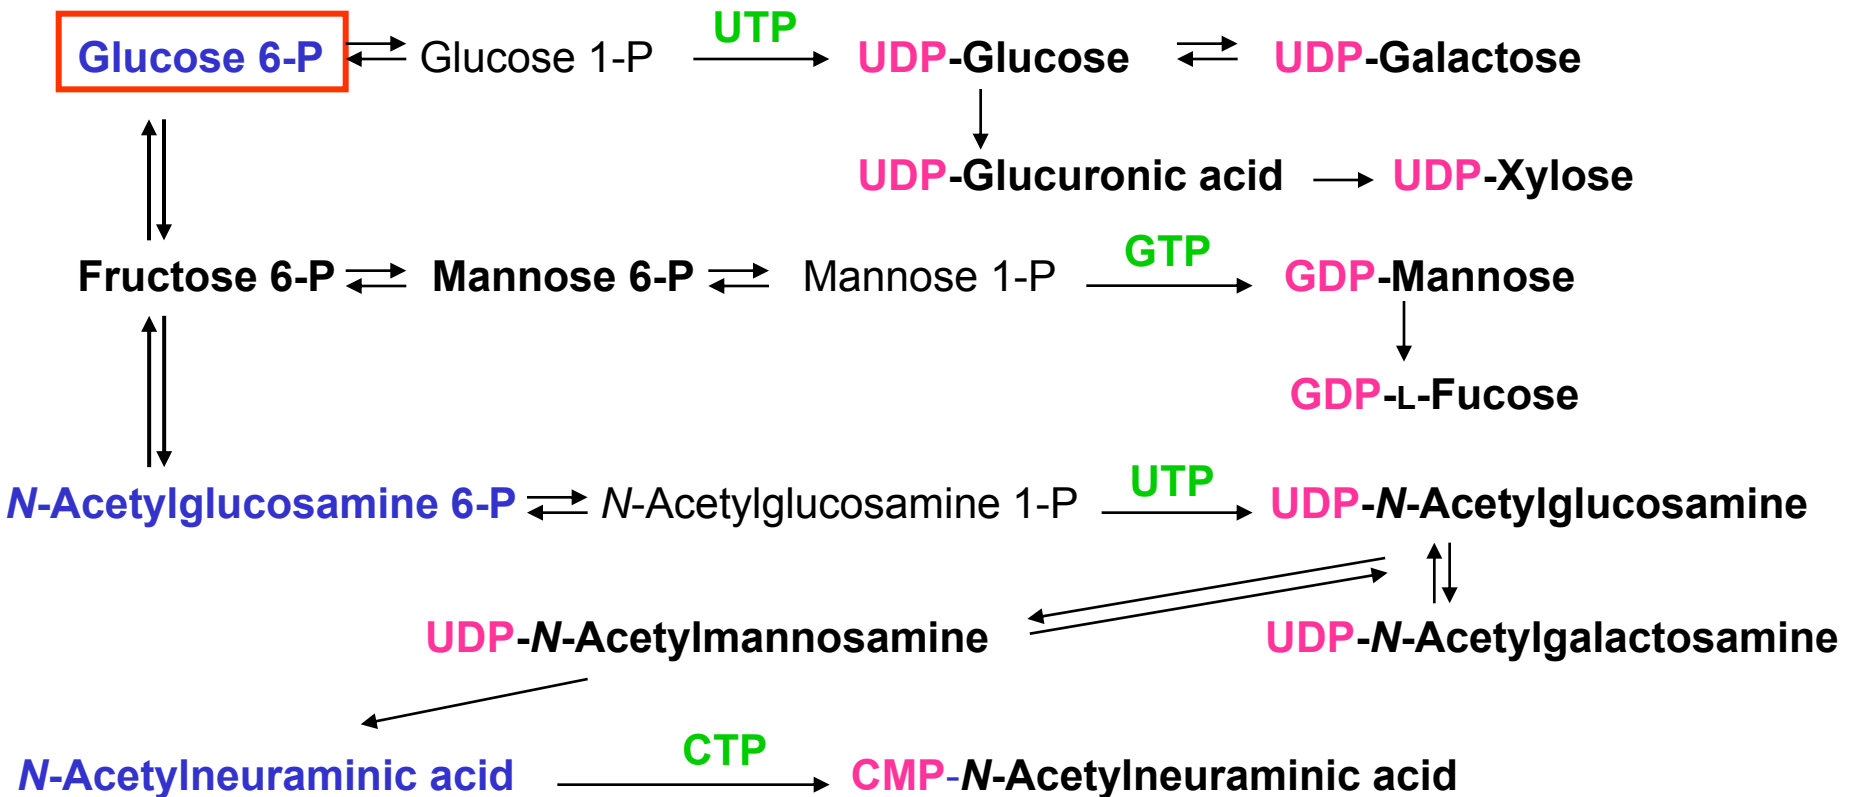 UTP
Glucose 6-P Glucose 1-P UDP-Glucose UDP-Galactose
UDP-Glucuronic acid UDP-Xylose
GTP
Fructose 6-P Mannose 6-P Mannose 1-P GDP-Mannose
GDP-L-Fucose
UTP
N-Acetylglucosamine 6-P N-Acetylglucosamine 1-P UDP-N-Acetylglucosamine
UDP-N-Acetylmannosamine UDP-N-Acetylgalactosamine
CTP
N-Acetylneuraminic acid CMP-N-Acetylneuraminic acid